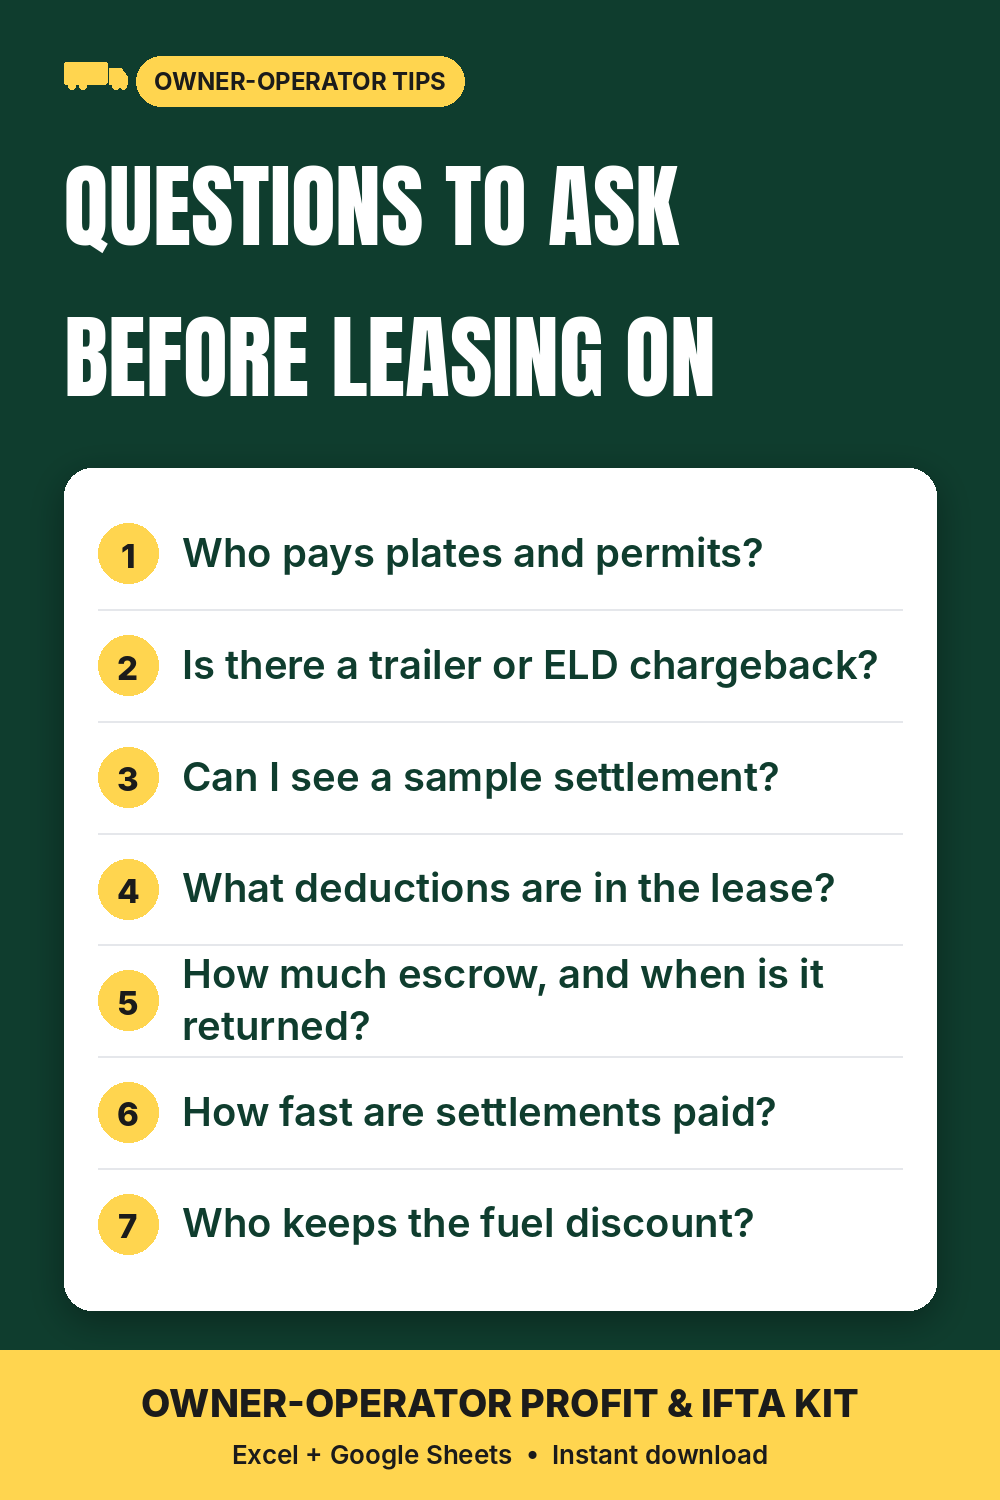 OWNER-OPERATOR TIPS
QUESTIONS TO ASK
BEFORE LEASING ON
1 Who pays plates and permits?
2 Is there a trailer or ELD chargeback?
3 Can I see a sample settlement?
4 What deductions are in the lease?
5 How much escrow, and when is it
returned?
6 How fast are settlements paid?
7 Who keeps the fuel discount?
OWNER-OPERATOR PROFIT & IFTA KIT
Excel + Google Sheets • Instant download